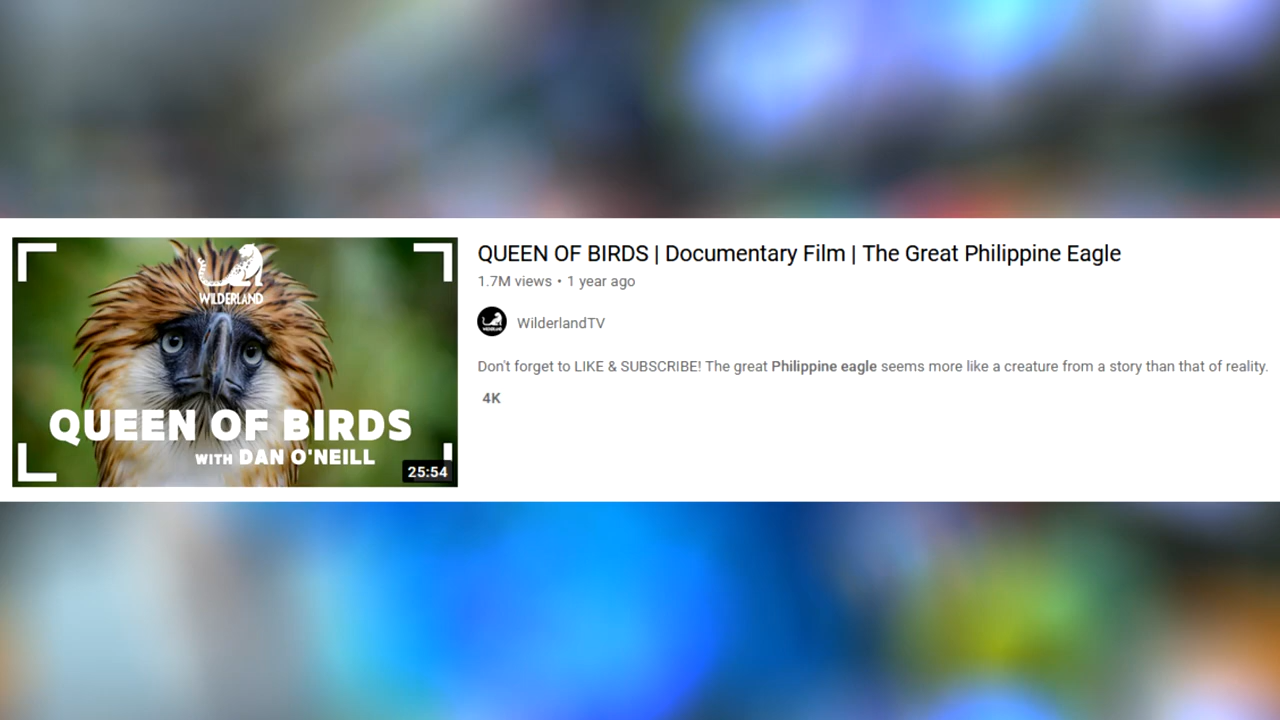 WILDERLAND
QUEEN OF BIRDS
WITH DAN O'NEILL
25:54
QUEEN OF BIRDS | Documentary Film | The Great Philippine Eagle
1.7M views • 1 year ago
WilderlandTV
Don't forget to LIKE & SUBSCRIBE! The great Philippine eagle seems more like a creature from a story than that of reality.
4K